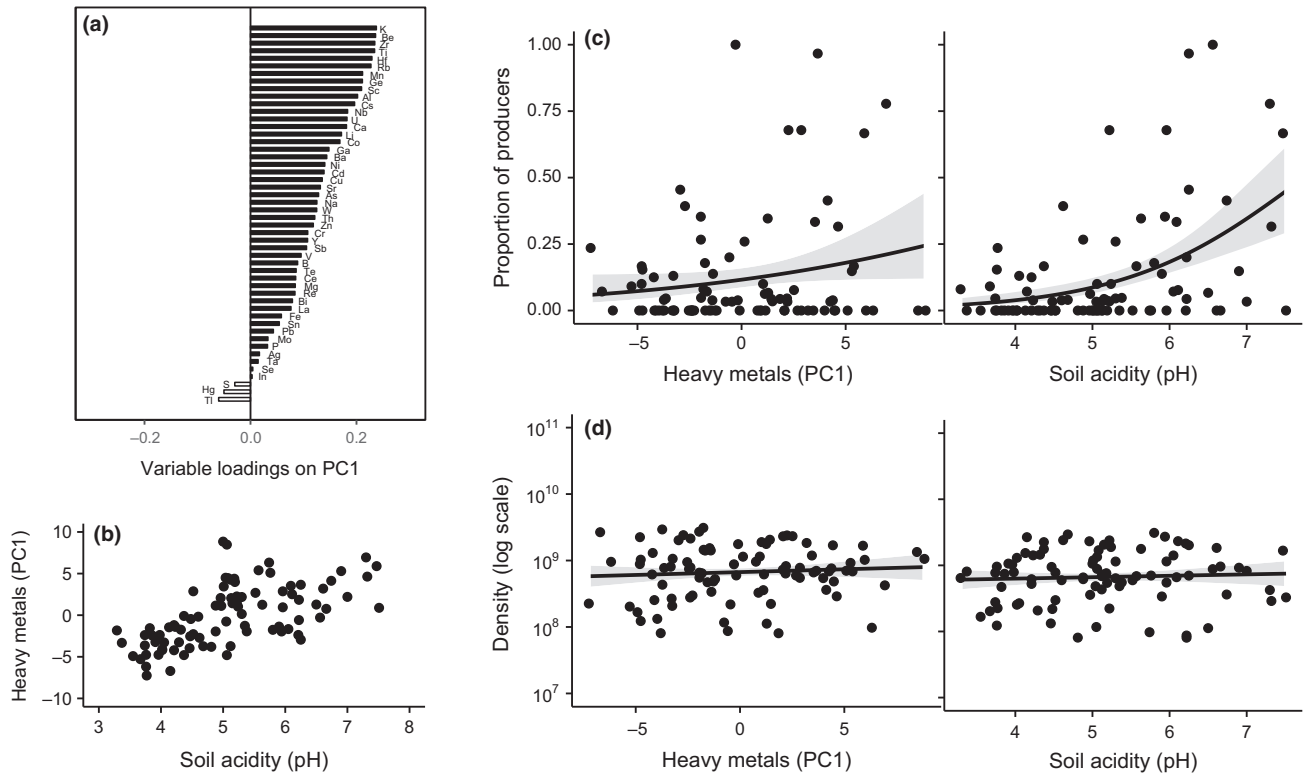 (a)
K
Be
Zr
Ti
Hf
Rb
Mn
Ge
Sc
Al
Cs
Nb
U
Ca
Li
Co
Ga
Ba
Ni
Cd
Cu
Sr
As
Na
W
Th
Zn
Cr
Y
Sb
V
B
Te
Ce
Mg
Re
Bi
La
Fe
Sn
Pb
Mo
P
Ag
Ta
Se
In
S
Hg
Tl
–0.2 0.0 0.2
Variable loadings on PC1
(b)
Heavy metals (PC1)
10
5
0
–5
–10
3 4 5 6 7 8
Soil acidity (pH)
(c)
Proportion of producers
1.00
0.75
0.50
0.25
0.00
–5 0 5
Heavy metals (PC1)
4 5 6 7
Soil acidity (pH)
(d)
Density (log scale)
10¹¹
10¹⁰
10⁹
10⁸
10⁷
–5 0 5
Heavy metals (PC1)
4 5 6 7
Soil acidity (pH)